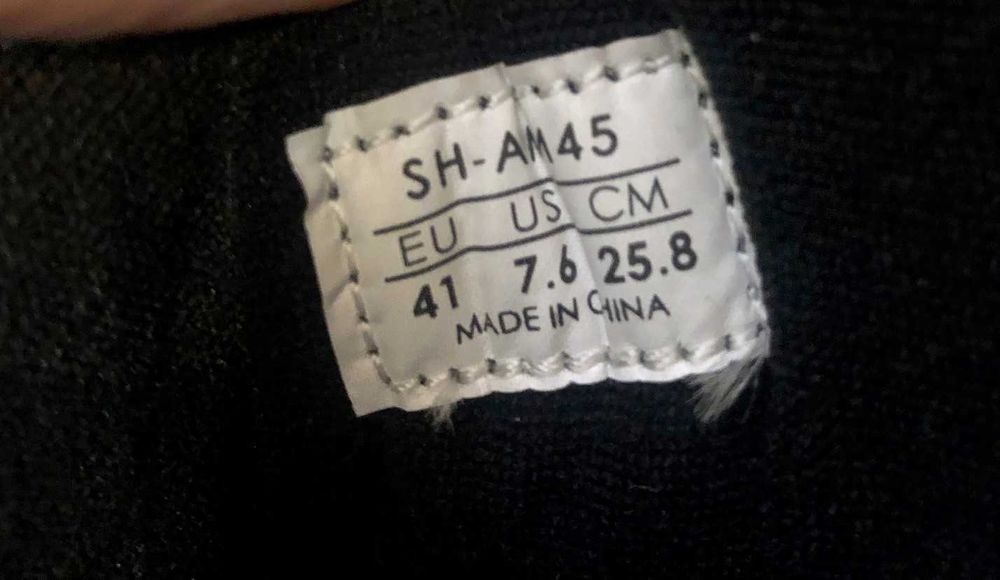 SH-AM45
EU US CM
41 7.6 25.8
MADE IN CHINA